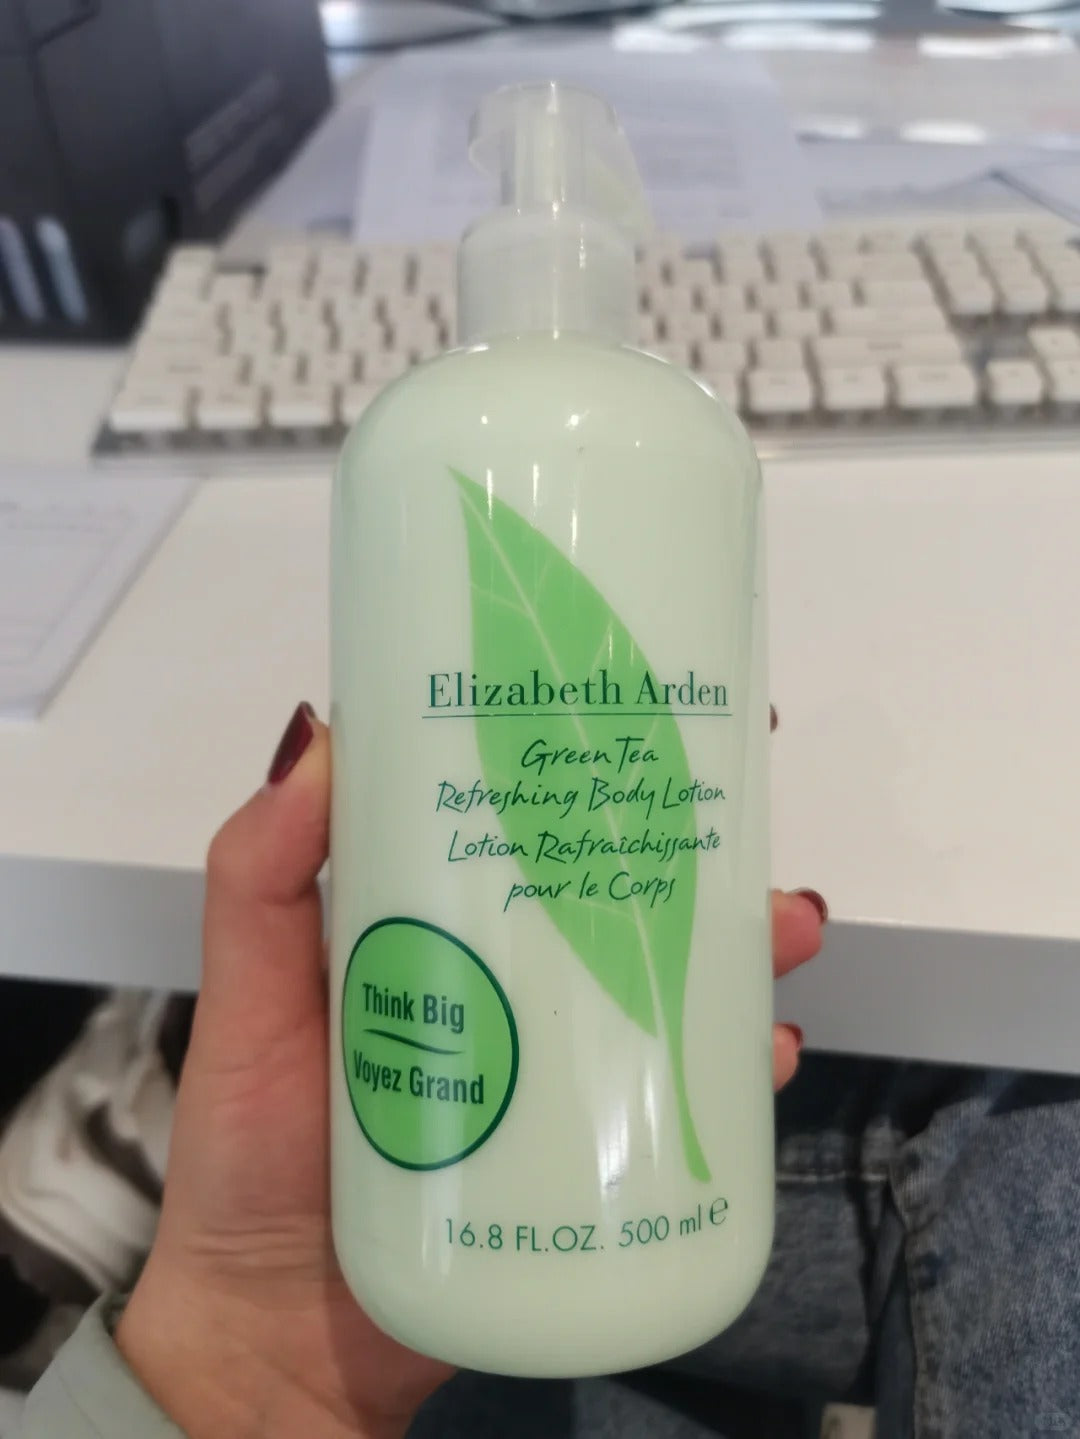 Elizabeth Arden
Green Tea
Refreshing Body Lotion
Lotion Rafraîchissante
pour le Corps
Think Big
Voyez Grand
16.8 FL.OZ. 500 ml e